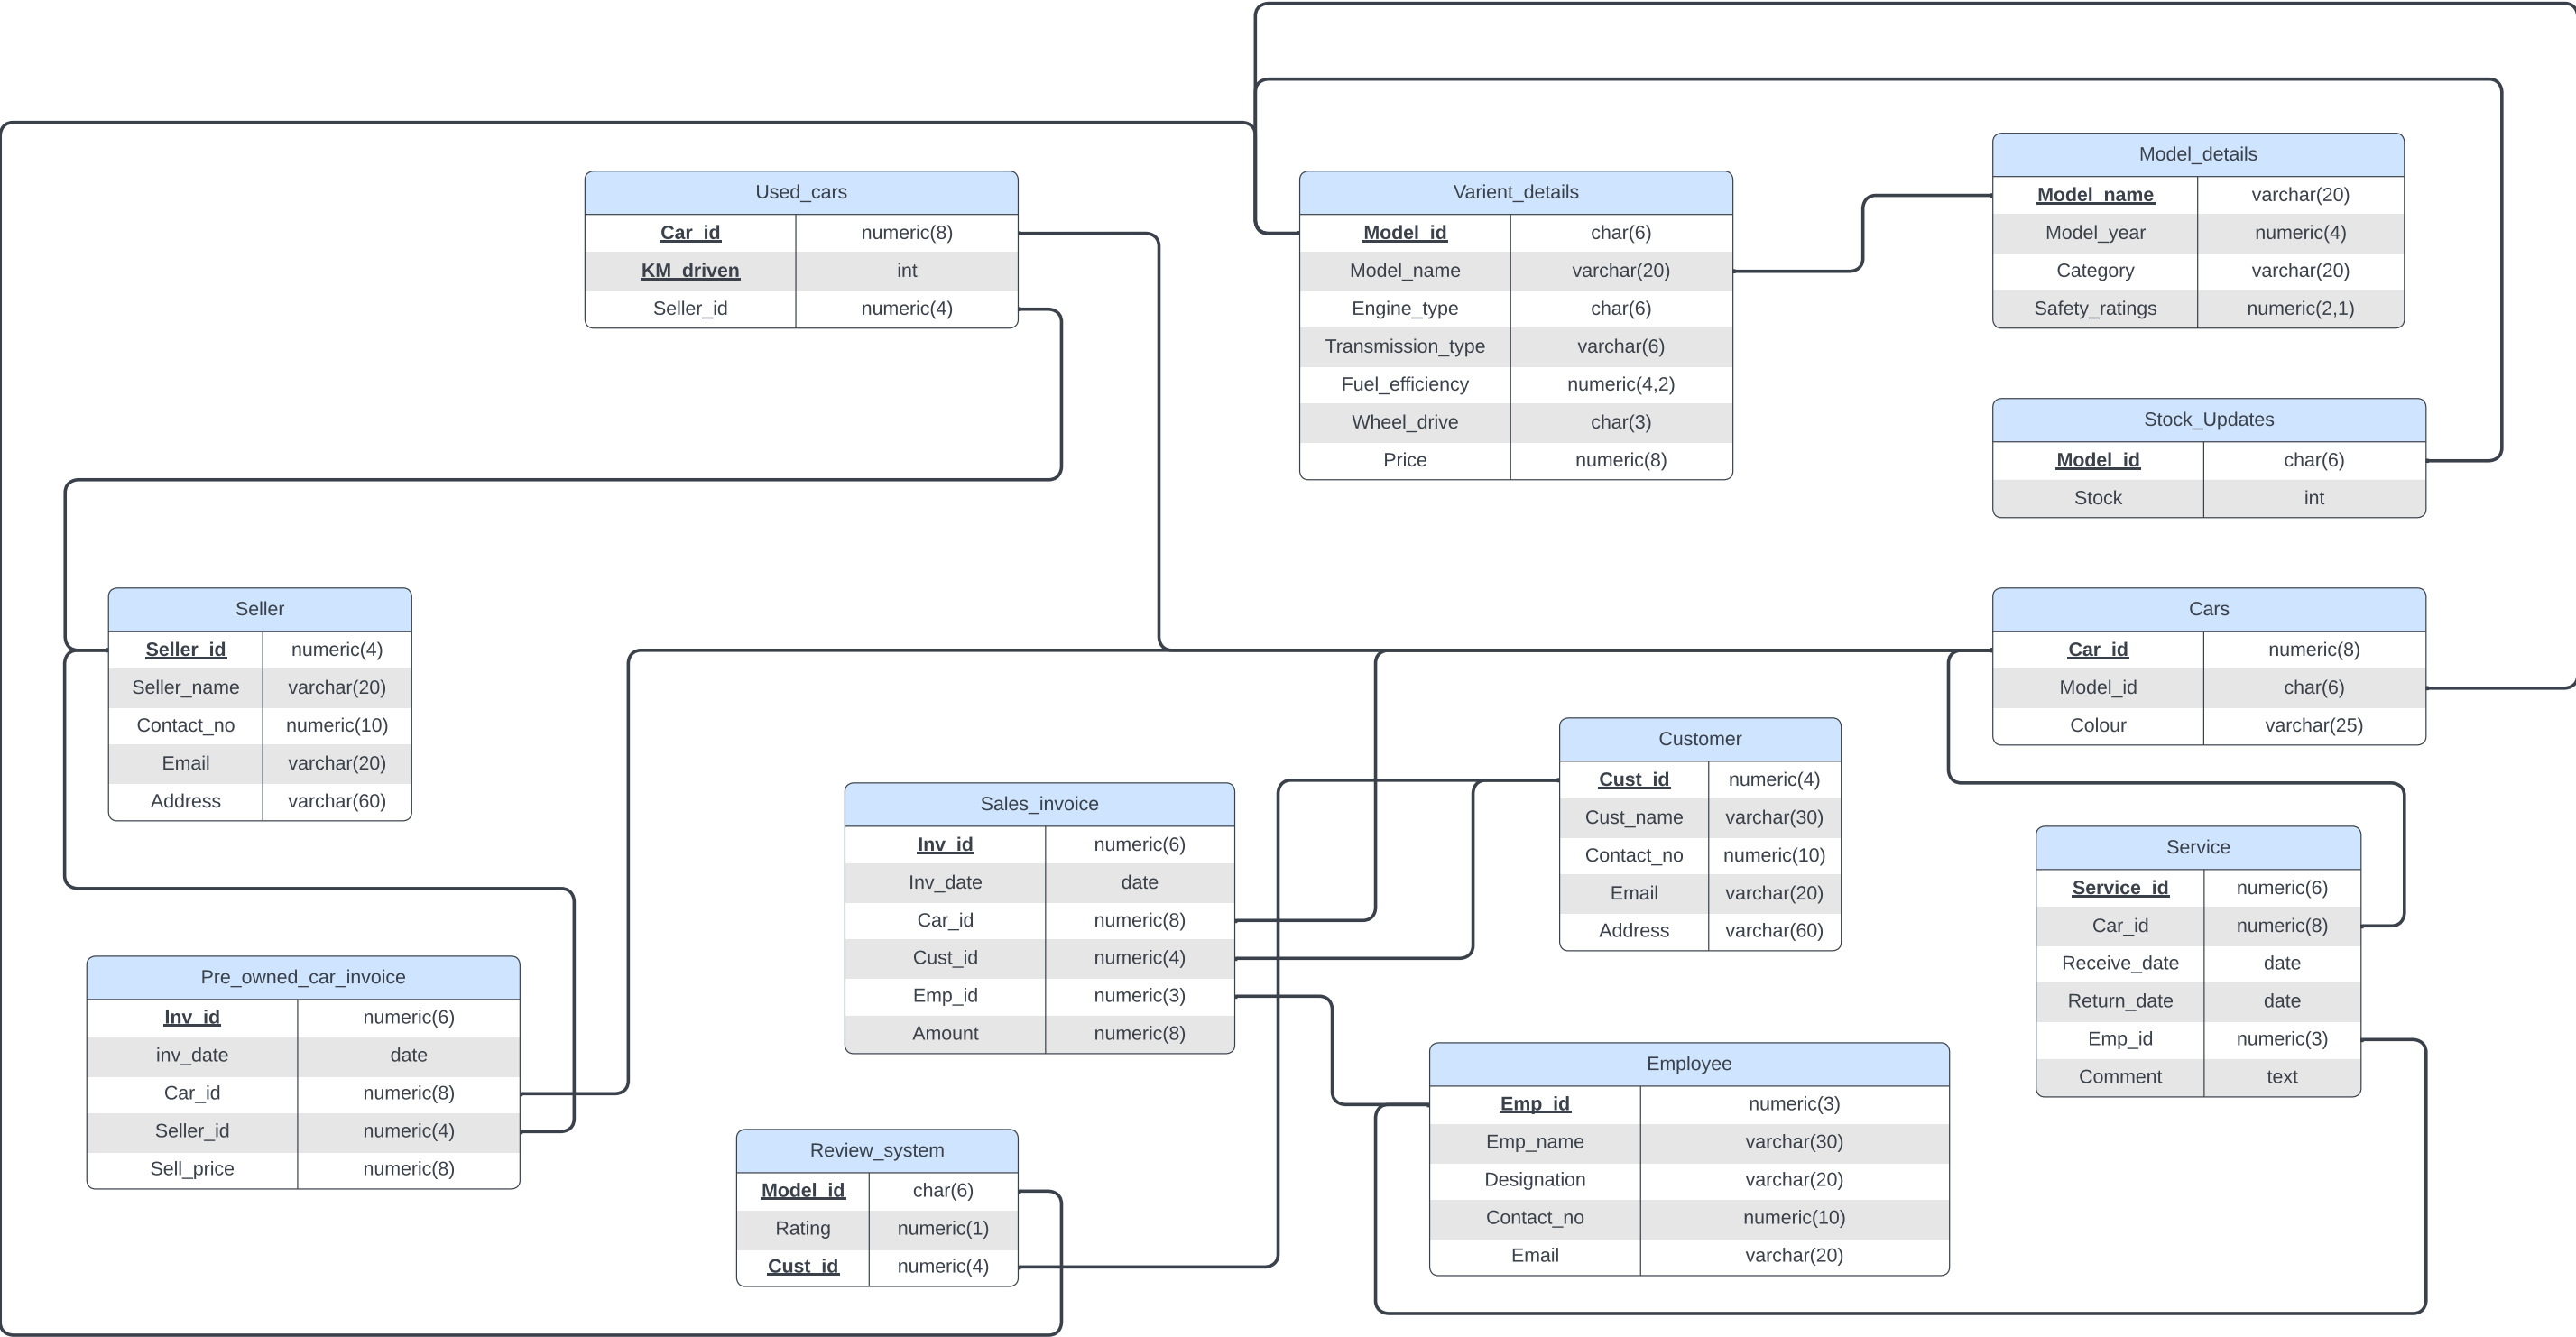 Used_cars
Car_id numeric(8)
KM_driven int
Seller_id numeric(4)
Varient_details
Model_id char(6)
Model_name varchar(20)
Engine_type char(6)
Transmission_type varchar(6)
Fuel_efficiency numeric(4,2)
Wheel_drive char(3)
Price numeric(8)
Model_details
Model_name varchar(20)
Model_year numeric(4)
Category varchar(20)
Safety_ratings numeric(2,1)
Stock_Updates
Model_id char(6)
Stock int
Seller
Seller_id numeric(4)
Seller_name varchar(20)
Contact_no numeric(10)
Email varchar(20)
Address varchar(60)
Cars
Car_id numeric(8)
Model_id char(6)
Colour varchar(25)
Customer
Cust_id numeric(4)
Cust_name varchar(30)
Contact_no numeric(10)
Email varchar(20)
Address varchar(60)
Sales_invoice
Inv_id numeric(6)
Inv_date date
Car_id numeric(8)
Cust_id numeric(4)
Emp_id numeric(3)
Amount numeric(8)
Service
Service_id numeric(6)
Car_id numeric(8)
Receive_date date
Return_date date
Emp_id numeric(3)
Comment text
Pre_owned_car_invoice
Inv_id numeric(6)
inv_date date
Car_id numeric(8)
Seller_id numeric(4)
Sell_price numeric(8)
Employee
Emp_id numeric(3)
Emp_name varchar(30)
Designation varchar(20)
Contact_no numeric(10)
Email varchar(20)
Review_system
Model_id char(6)
Rating numeric(1)
Cust_id numeric(4)